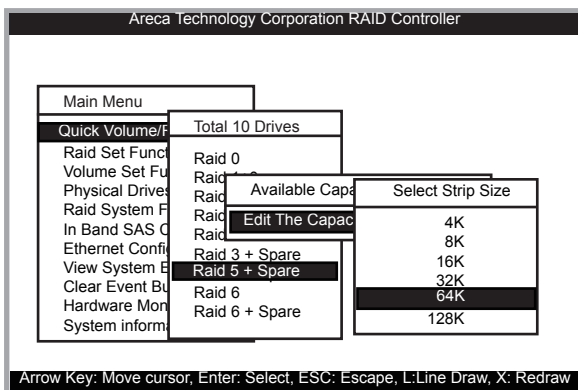 Areca Technology Corporation RAID Controller
Main Menu
Quick Volume/
Raid Set Funct
Volume Set Fu
Physical Drives
Raid System F
In Band SAS
Ethernet Confi
View System
Clear Event Bu
Hardware Mon
System inform
Total 10 Drives
Raid 0
Raid
Raid
Raid
Raid
Raid 3 + Spare
Raid 5 + Spare
Raid 6
Raid 6 + Spare
Available Capa
Edit The Capac
Select Strip Size
4K
8K
16K
32K
64K
128K
Arrow Key: Move cursor, Enter: Select, ESC: Escape, L:Line Draw, X: Redraw